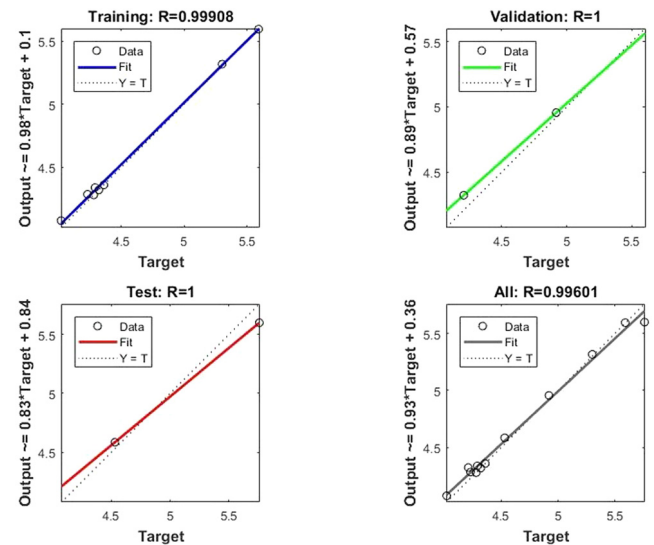 Training: R=0.99908
Output ~= 0.98*Target + 0.1
5.5
5
4.5
Data
Fit
Y = T
4.5 5 5.5
Target
Validation: R=1
Output ~= 0.89*Target + 0.57
5.5
5
4.5
Data
Fit
Y = T
4.5 5 5.5
Target
Test: R=1
Output ~= 0.83*Target + 0.84
5.5
5
4.5
Data
Fit
Y = T
4.5 5 5.5
Target
All: R=0.99601
Output ~= 0.93*Target + 0.36
5.5
5
4.5
Data
Fit
Y = T
4.5 5 5.5
Target